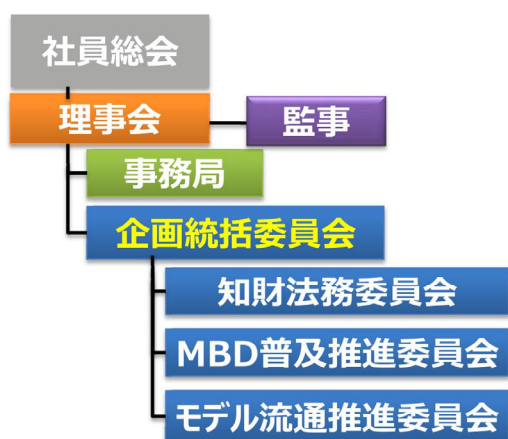 社員総会
理事会
監事
事務局
企画統括委員会
知財法務委員会
MBD普及推進委員会
モデル流通推進委員会